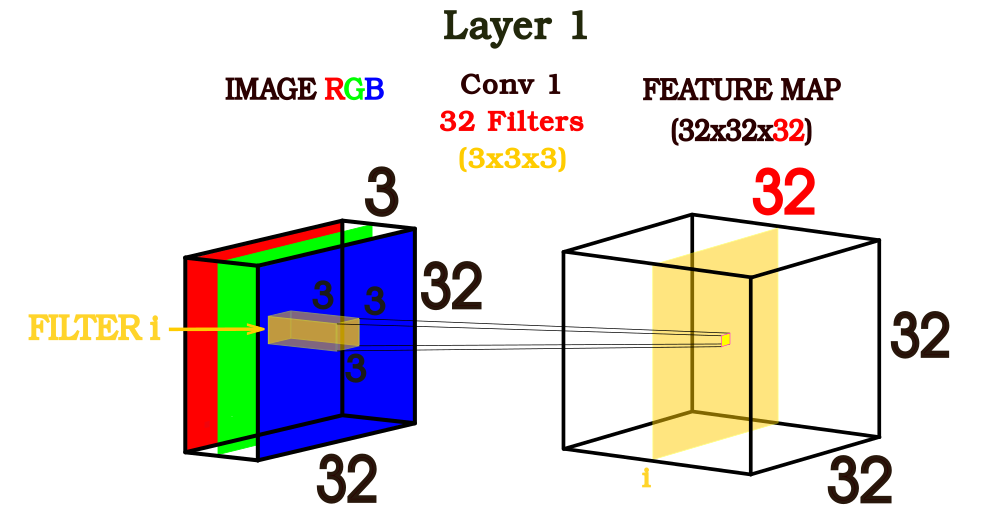 Layer 1
IMAGE RGB
Conv 1
32 Filters
(3x3x3)
FEATURE MAP
(32x32x32)
3
32
32
3
3
3
FILTER i
32
32
32
i